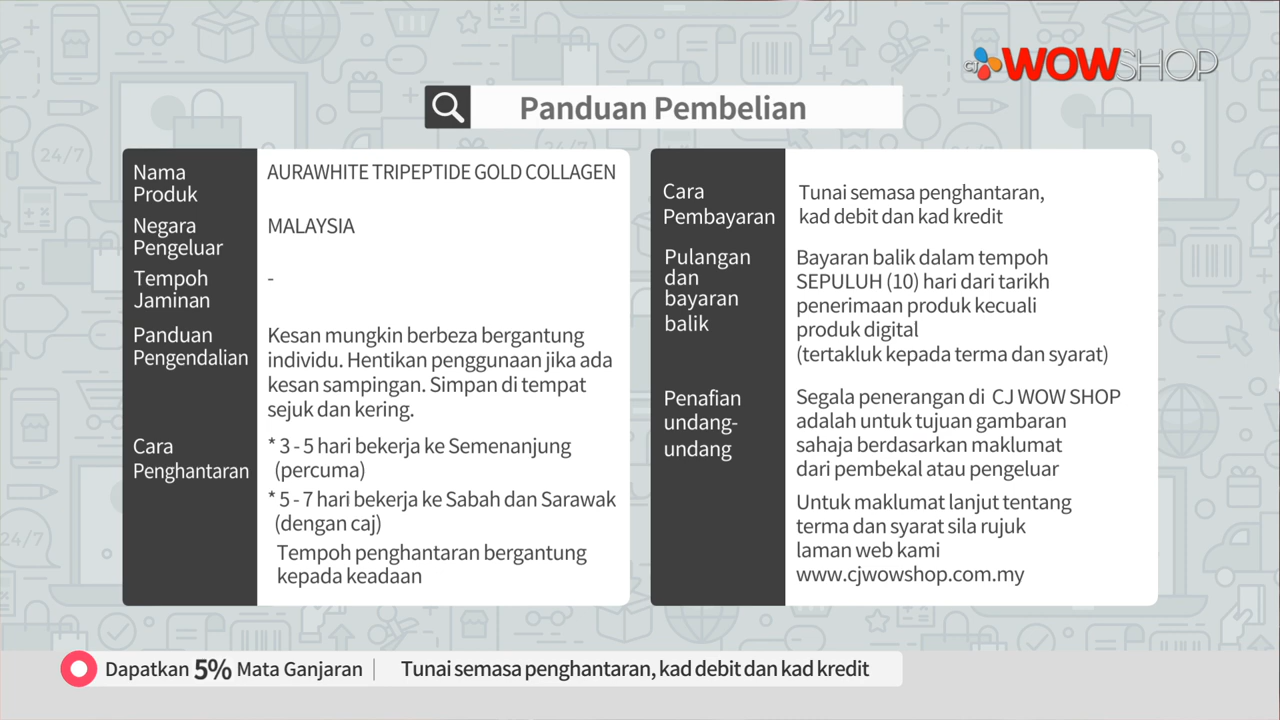 CJ WOWSHOP
Panduan Pembelian
Nama
Produk
AURAWHITE TRIPEPTIDE GOLD COLLAGEN
Negara
Pengeluar
MALAYSIA
Tempoh
Jaminan
-
Panduan
Pengendalian
Kesan mungkin berbeza bergantung
individu. Hentikan penggunaan jika ada
kesan sampingan. Simpan di tempat
sejuk dan kering.
Cara
Penghantaran
* 3 - 5 hari bekerja ke Semenanjung
(percuma)
* 5 - 7 hari bekerja ke Sabah dan Sarawak
(dengan caj)
Tempoh penghantaran bergantung
kepada keadaan
Cara
Pembayaran
Tunai semasa penghantaran,
kad debit dan kad kredit
Pulangan
dan
bayaran
balik
Bayaran balik dalam tempoh
SEPULUH (10) hari dari tarikh
penerimaan produk kecuali
produk digital
(tertakluk kepada terma dan syarat)
Penafian
undang-
undang
Segala penerangan di CJ WOW SHOP
adalah untuk tujuan gambaran
sahaja berdasarkan maklumat
dari pembekal atau pengeluar
Untuk maklumat lanjut tentang
terma dan syarat sila rujuk
laman web kami
www.cjwowshop.com.my
Dapatkan 5% Mata Ganjaran | Tunai semasa penghantaran, kad debit dan kad kredit
24/7
24/7